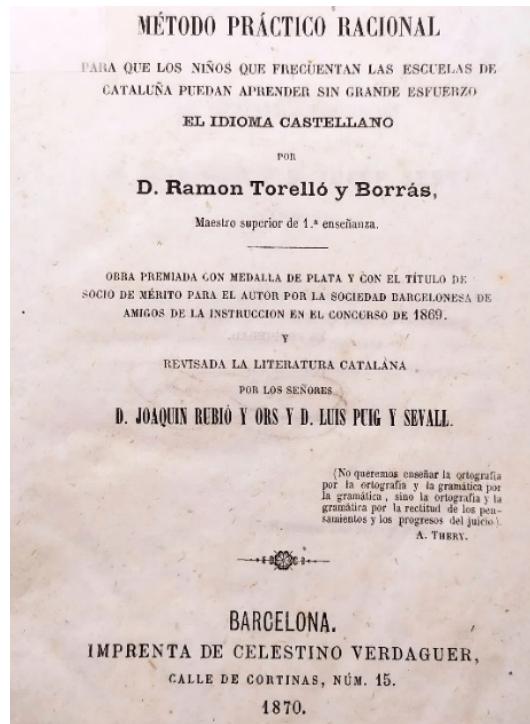 MÉTODO PRÁCTICO RACIONAL
PARA QUE LOS NIÑOS QUE FRECUENTAN LAS ESCUELAS DE
CATALUÑA PUEDAN APRENDER SIN GRANDE ESFUERZO
EL IDIOMA CASTELLANO
POR
D. Ramon Torelló y Borrás,
Maestro superior de 1.ª enseñanza.
OBRA PREMIADA CON MEDALLA DE PLATA Y CON EL TÍTULO DE
SOCIO DE MÉRITO PARA EL AUTOR POR LA SOCIEDAD BARCELONESA DE
AMIGOS DE LA INSTRUCCION EN EL CONCURSO DE 1869.
Y
REVISADA LA LITERATURA CATALANA
POR LOS SEÑORES
D. JOAQUIN RUBIÓ Y ORS Y D. LUIS PUIG Y SEVALL.
(No queremos enseñar la ortografía
por la ortografía y la gramática por
la gramática, sino la ortografía y la
gramática por la rectitud de los pen-
samientos y los progresos del juicio).
A. THERY.
BARCELONA.
IMPRENTA DE CELESTINO VERDAGUER,
CALLE DE CORTINAS, NÚM. 15.
1870.